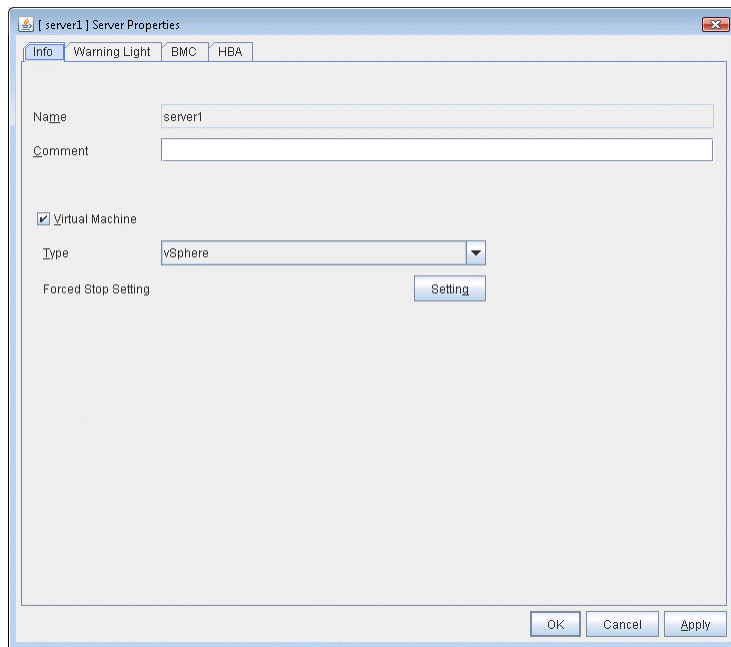 [ server1 ] Server Properties
Info Warning Light BMC HBA
Name server1
Comment
Virtual Machine
Type vSphere
Forced Stop Setting Setting
OK Cancel Apply